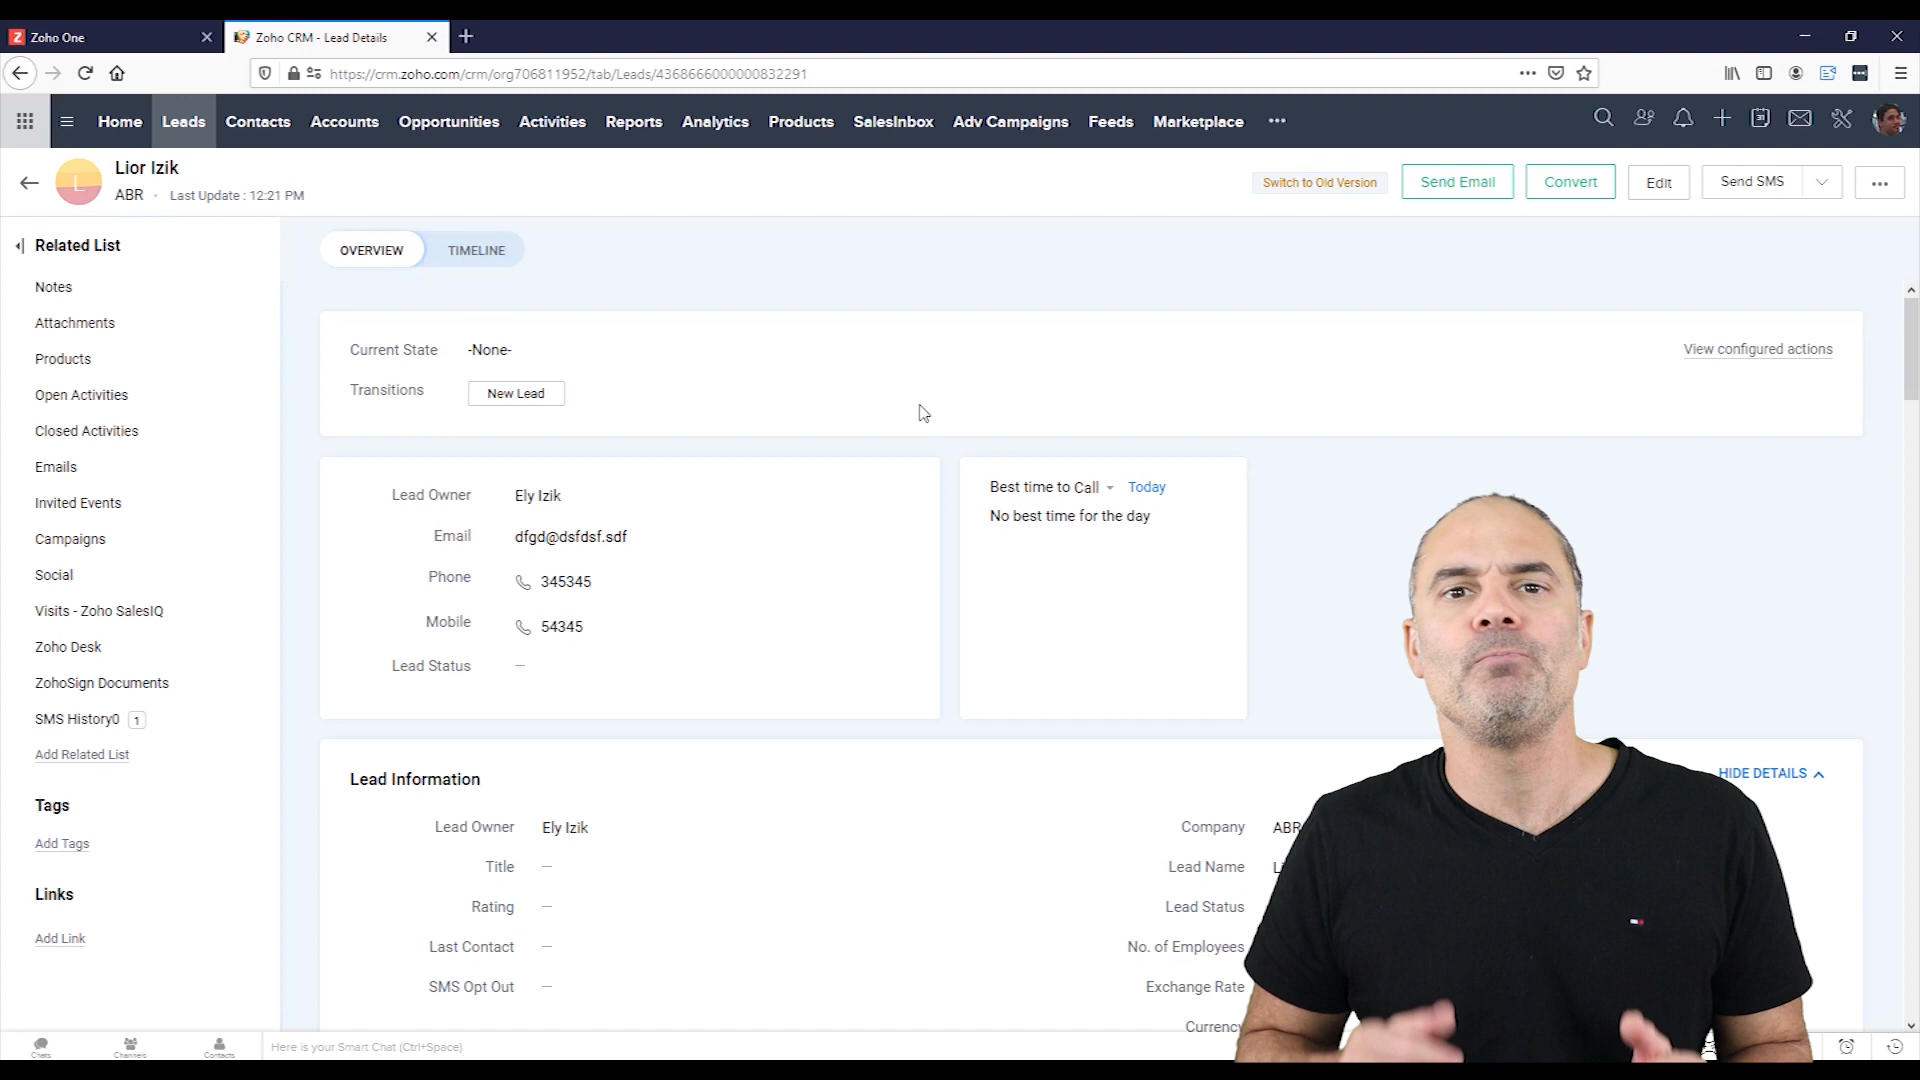 Zoho One
Zoho CRM - Lead Details
https://crm.zoho.com/crm/org706811952/tab/Leads/4368666000000832291
Home Leads Contacts Accounts Opportunities Activities Reports Analytics Products SalesInbox Adv Campaigns Feeds Marketplace •••
L
Lior Izik
ABR • Last Update : 12:21 PM
Switch to Old Version
Send Email
Convert
Edit
Send SMS
Related List
Notes
Attachments
Products
Open Activities
Closed Activities
Emails
Invited Events
Campaigns
Social
Visits - Zoho SalesIQ
Zoho Desk
ZohoSign Documents
SMS History0 1
Add Related List
Tags
Add Tags
Links
Add Link
OVERVIEW TIMELINE
Current State -None-
View configured actions
Transitions New Lead
Lead Owner Ely Izik
Email dfgd@dsfdsf.sdf
Phone 345345
Mobile 54345
Lead Status —
Best time to Call Today
No best time for the day
Lead Information
HIDE DETAILS
Lead Owner Ely Izik
Title —
Rating —
Last Contact —
SMS Opt Out —
Company ABR
Lead Name
Lead Status
No. of Employees
Exchange Rate
Currency
Chats
Channels
Contacts
Here is your Smart Chat (Ctrl+Space)